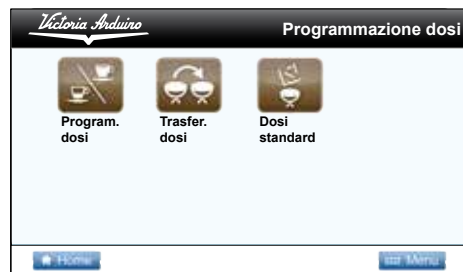 Victoria Arduino
Programmazione dosi
Program. dosi
Trasfer. dosi
Dosi standard
Home
Menu